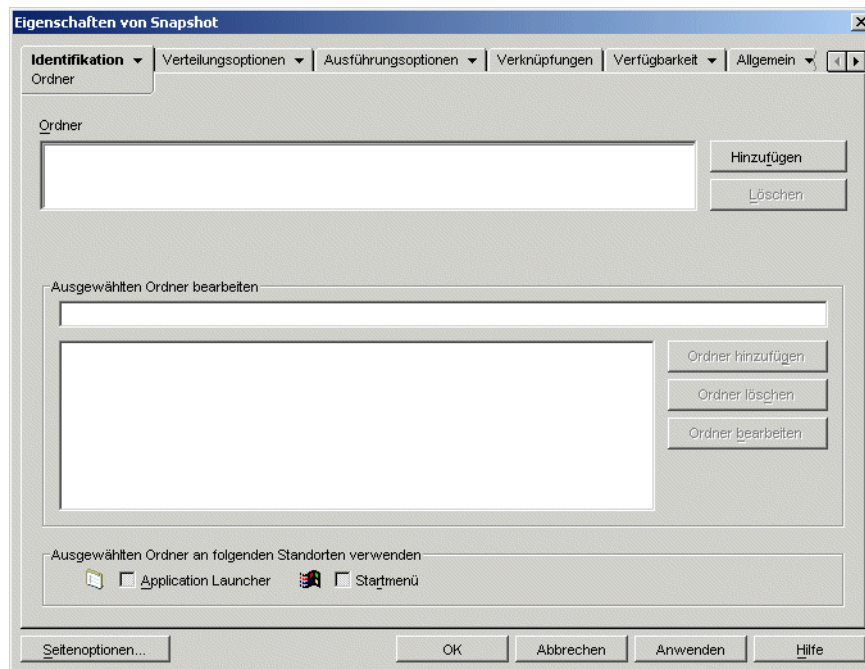 Eigenschaften von Snapshot
Identifikation Verteilungsoptionen Ausführungsoptionen Verknüpfungen Verfügbarkeit Allgemein
Ordner
Ordner
Hinzufügen
Löschen
Ausgewählten Ordner bearbeiten
Ordner hinzufügen
Ordner löschen
Ordner bearbeiten
Ausgewählten Ordner an folgenden Standorten verwenden
Application Launcher Startmenü
Seitenoptionen... OK Abbrechen Anwenden Hilfe